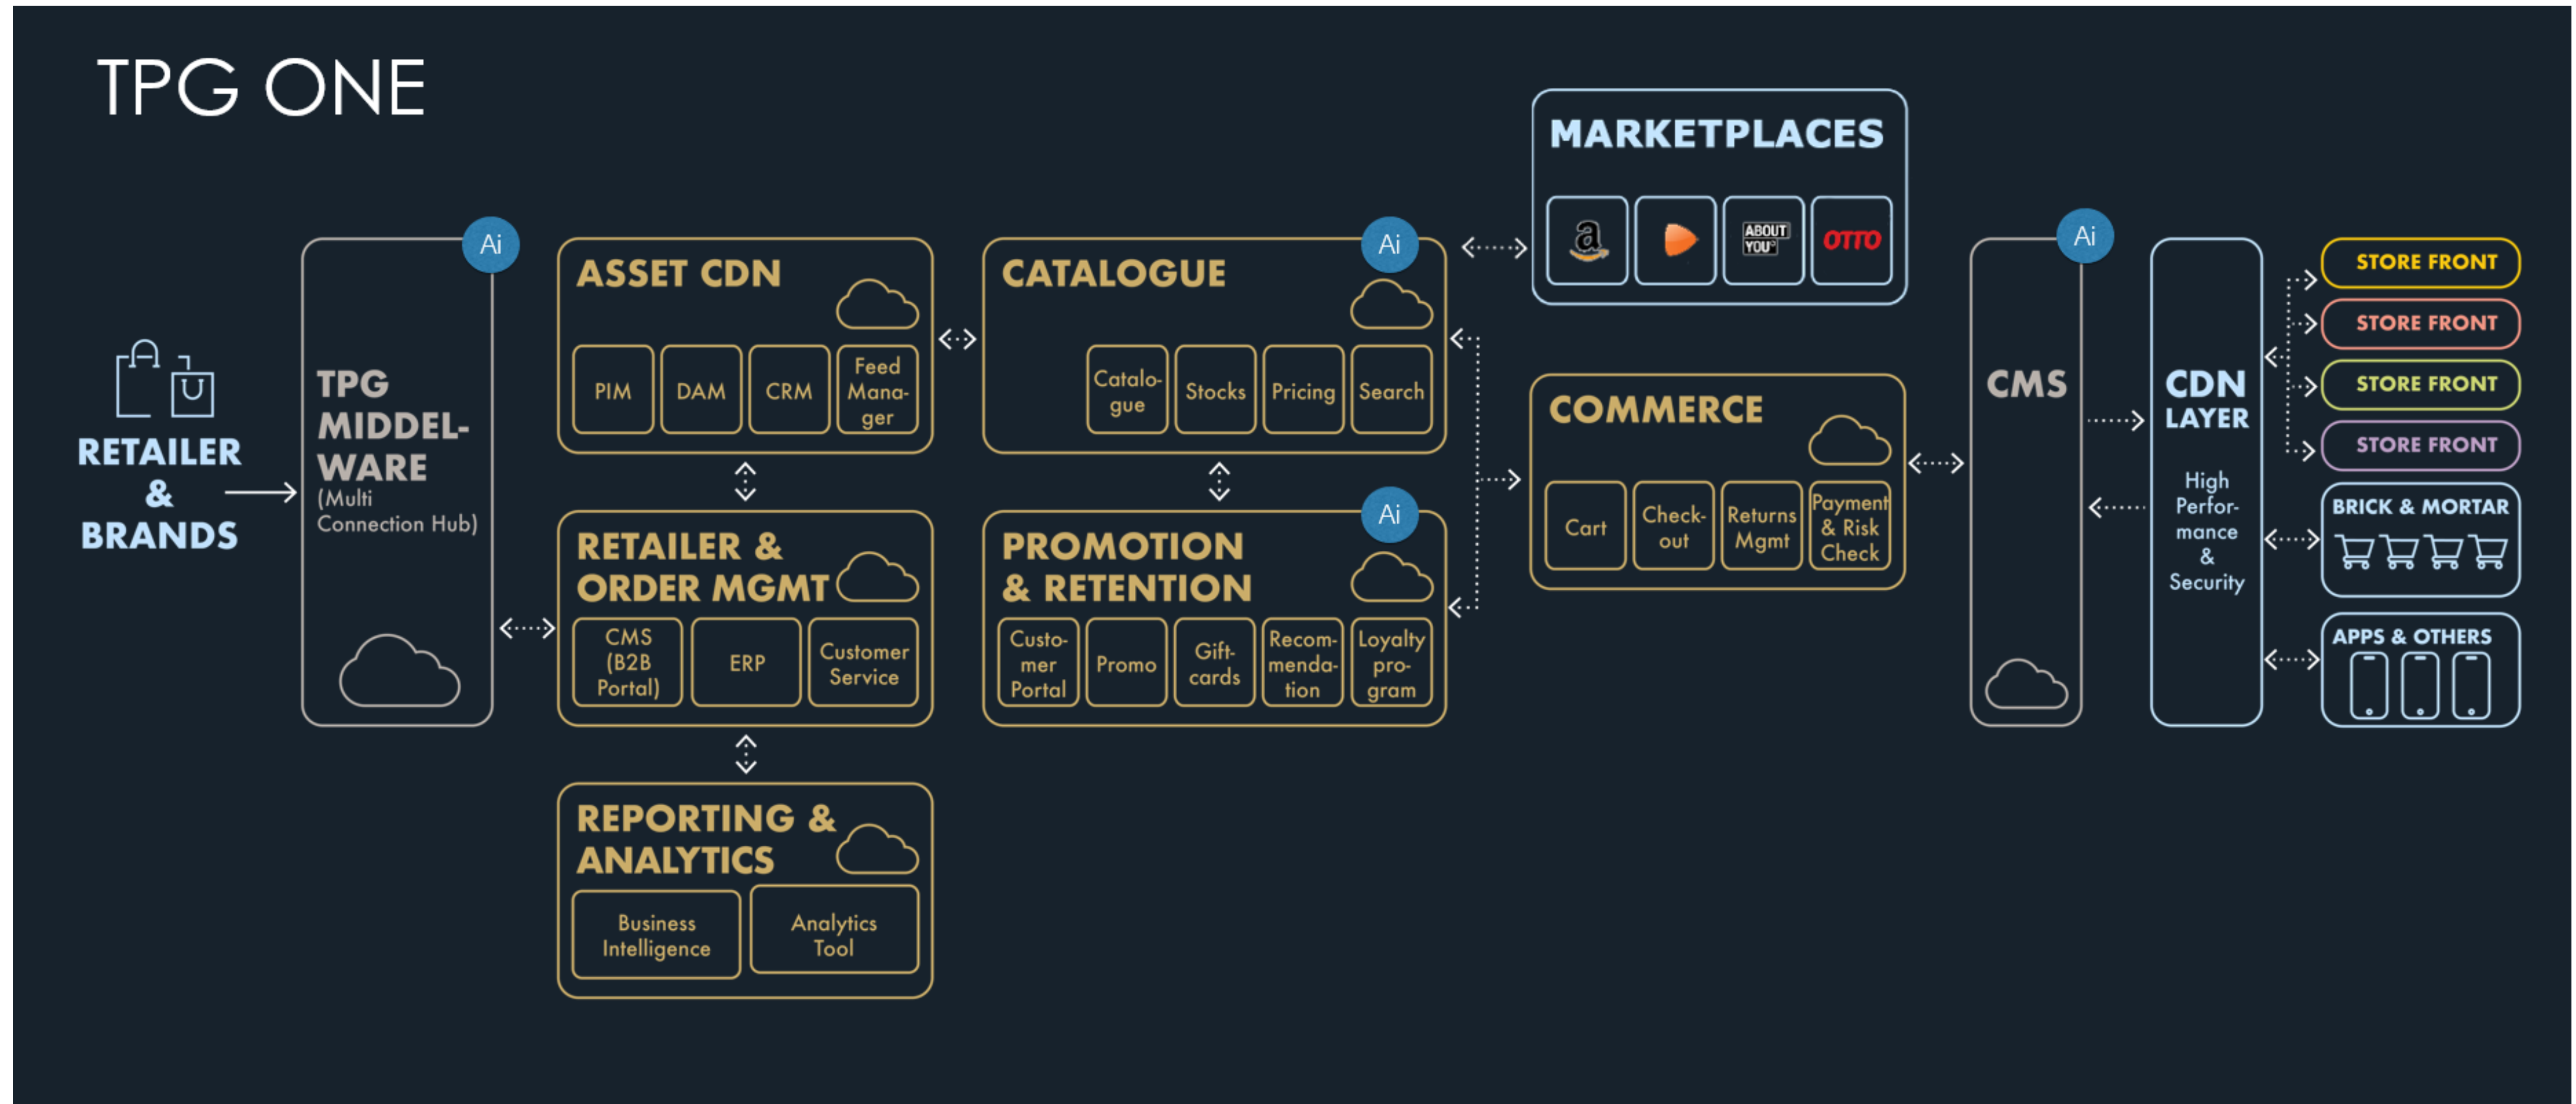 TPG ONE
RETAILER
&
BRANDS
Ai
TPG
MIDDEL-
WARE
(Multi
Connection Hub)
ASSET CDN
PIM
DAM
CRM
Feed
Mana-
ger
RETAILER &
ORDER MGMT
CMS
(B2B
Portal)
ERP
Customer
Service
REPORTING &
ANALYTICS
Business
Intelligence
Analytics
Tool
Ai
CATALOGUE
Catalo-
gue
Stocks
Pricing
Search
Ai
PROMOTION
& RETENTION
Custo-
mer
Portal
Promo
Gift-
cards
Recom-
menda-
tion
Loyalty
pro-
gram
MARKETPLACES
a
ABOUT
YOU°
OTTO
COMMERCE
Cart
Check-
out
Returns
Mgmt
Payment
& Risk
Check
Ai
CMS
CDN
LAYER
High
Perfor-
mance
&
Security
STORE FRONT
STORE FRONT
STORE FRONT
STORE FRONT
BRICK & MORTAR
APPS & OTHERS